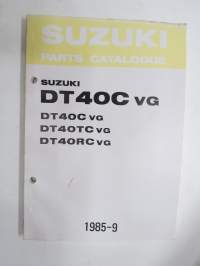 SUZUKI
PARTS CATALOGUE
SUZUKI
DT40C VG
DT40C VG
DT40TC VG
DT40RC VG
1985-9